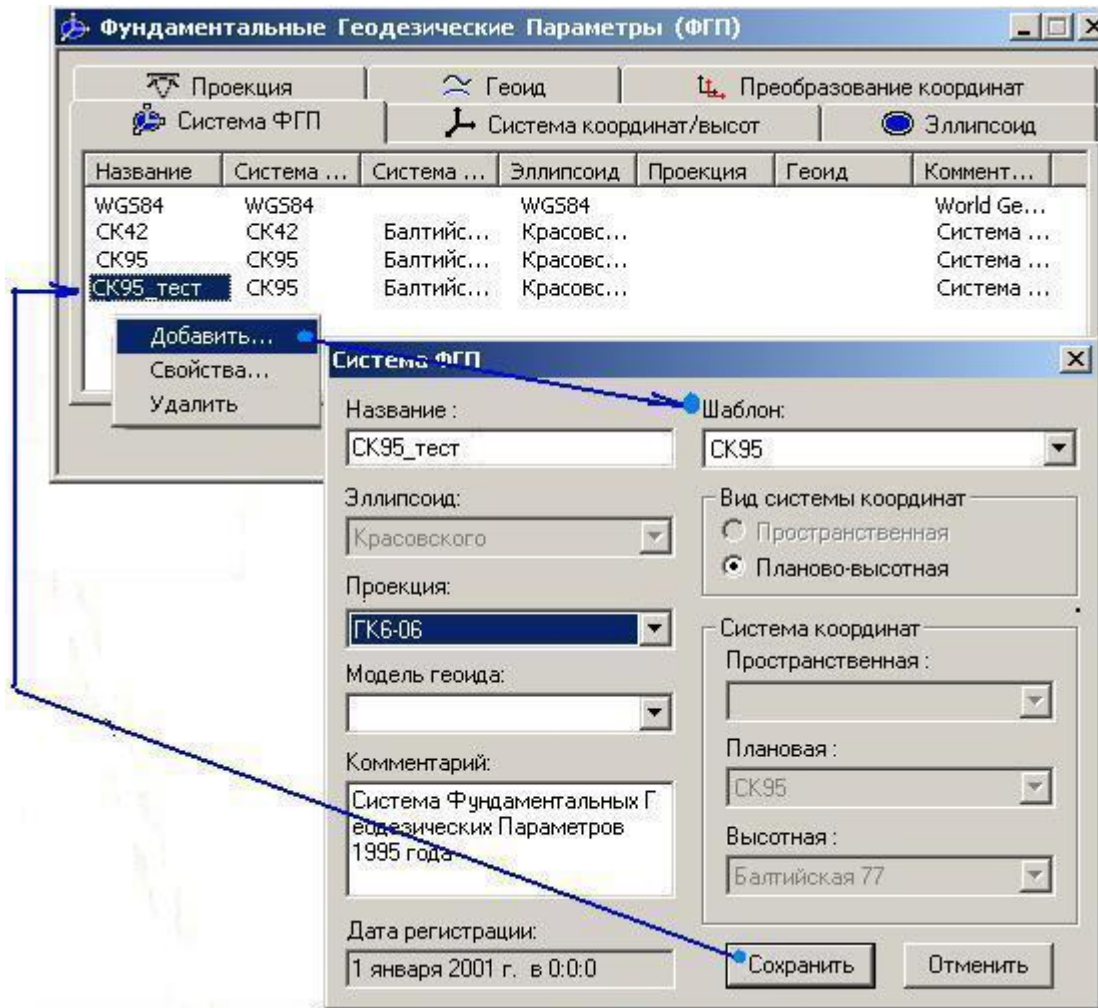 Фундаментальные Геодезические Параметры (ФГП)
Проекция Геоид Преобразование координат
Система ФГП Система координат/высот Эллипсоид
Название Система ... Система ... Эллипсоид Проекция Геоид Коммент...
WGS84 WGS84 WGS84 World Ge...
СК42 СК42 Балтийс... Красовс... Система ...
СК95 СК95 Балтийс... Красовс... Система ...
СК95_тест СК95 Балтийс... Красовс... Система ...
Добавить...
Свойства...
Удалить
Система ФГП
Название : Шаблон:
СК95_тест СК95
Эллипсоид: Вид системы координат
Красовского Пространственная
Планово-высотная
Проекция:
ГК6-06 Система координат
Пространственная :
Модель геоида:
Плановая :
Комментарий: СК95
Система Фундаментальных Г
еодезических Параметров
1995 года Высотная :
Балтийская 77
Дата регистрации:
1 января 2001 г. в 0:0:0 Сохранить Отменить